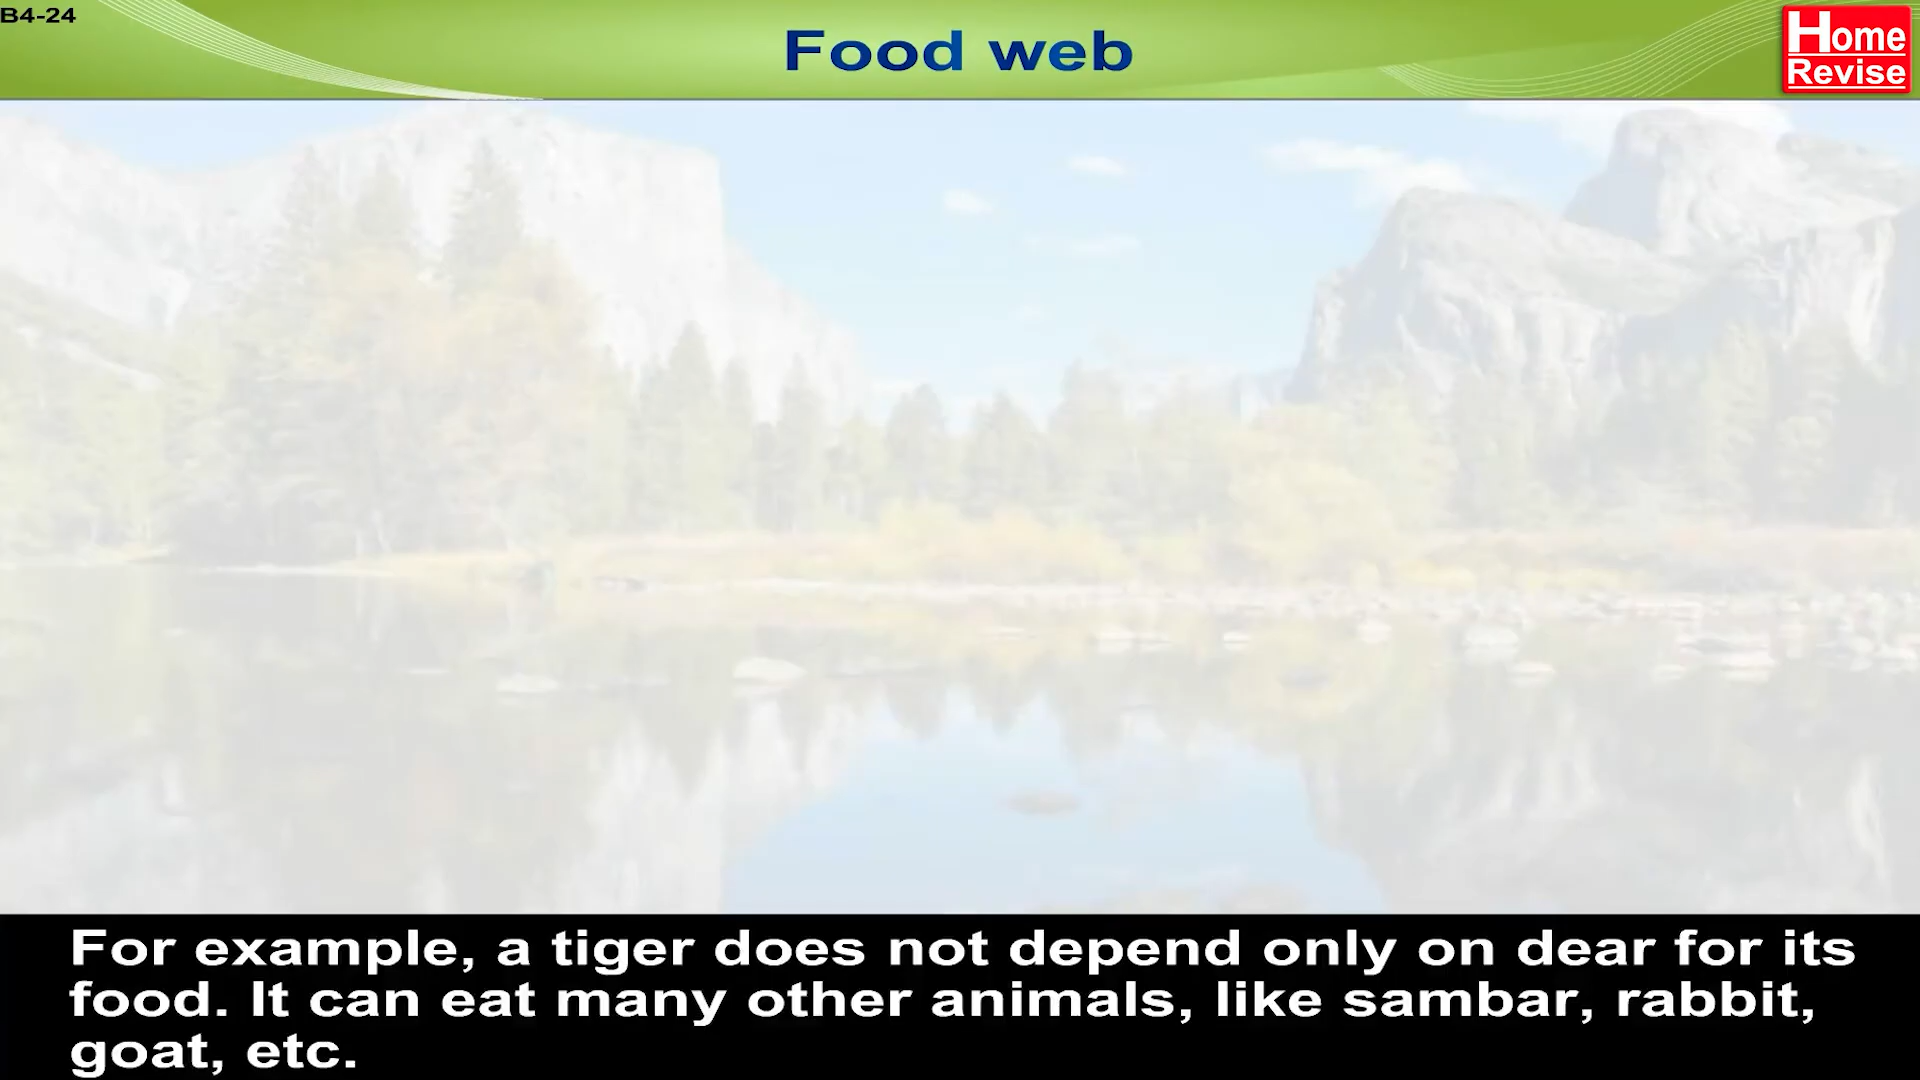 B4-24
Food web
Home
Revise
For example, a tiger does not depend only on dear for its
food. It can eat many other animals, like sambar, rabbit,
goat, etc.